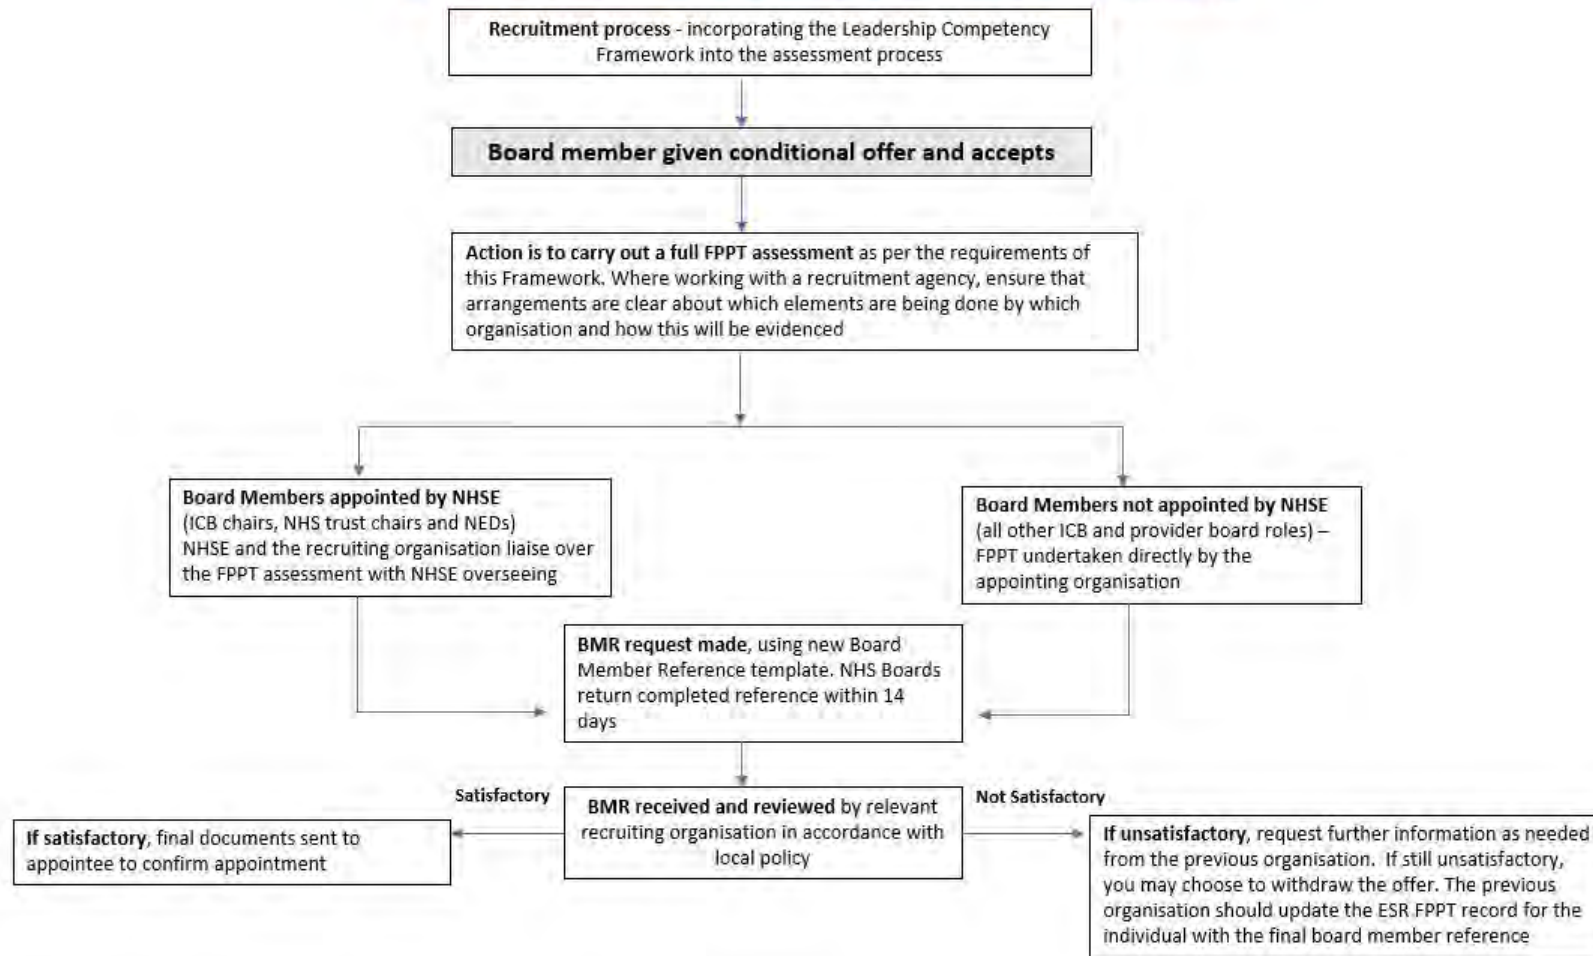 Recruitment process - incorporating the Leadership Competency
Framework into the assessment process
Board member given conditional offer and accepts
Action is to carry out a full FPPT assessment as per the requirements of
this Framework. Where working with a recruitment agency, ensure that
arrangements are clear about which elements are being done by which
organisation and how this will be evidenced
Board Members appointed by NHSE
(ICB chairs, NHS trust chairs and NEDs)
NHSE and the recruiting organisation liaise over
the FPPT assessment with NHSE overseeing
Board Members not appointed by NHSE
(all other ICB and provider board roles) –
FPPT undertaken directly by the
appointing organisation
BMR request made, using new Board
Member Reference template. NHS Boards
return completed reference within 14
days
Satisfactory
BMR received and reviewed by relevant
recruiting organisation in accordance with
local policy
Not Satisfactory
If satisfactory, final documents sent to
appointee to confirm appointment
If unsatisfactory, request further information as needed
from the previous organisation. If still unsatisfactory,
you may choose to withdraw the offer. The previous
organisation should update the ESR FPPT record for the
individual with the final board member reference